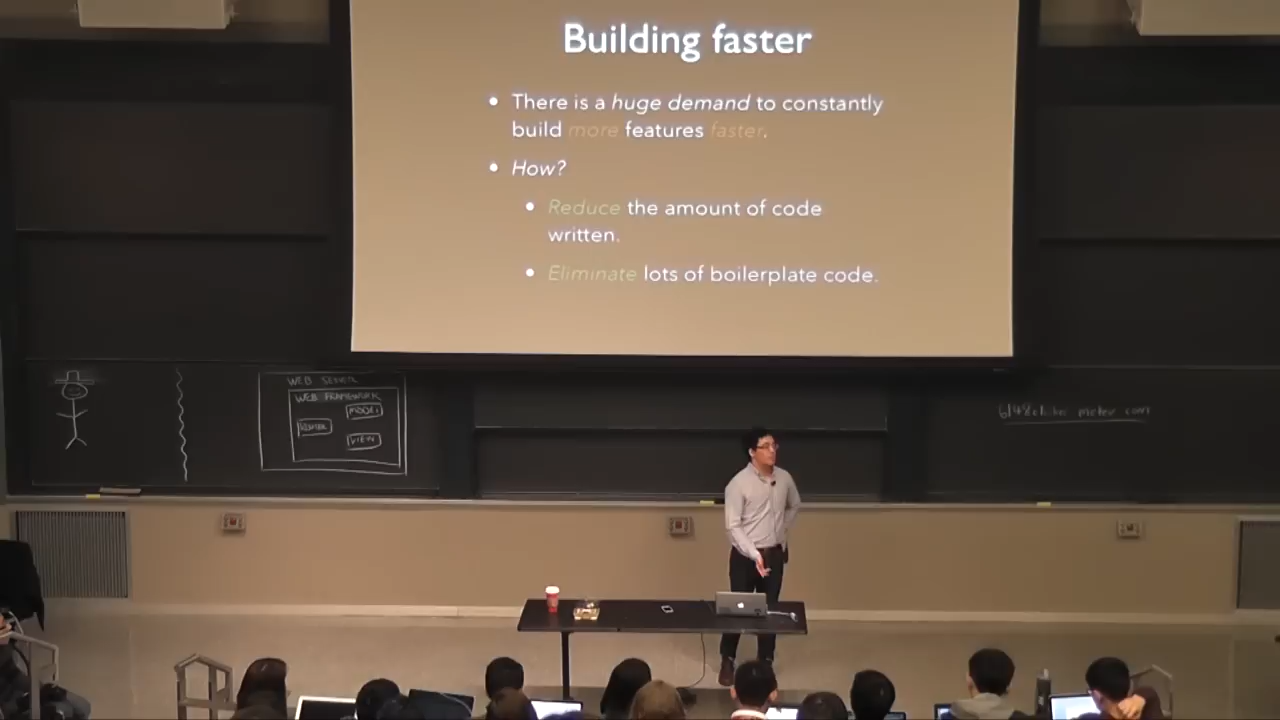 Building faster
• There is a huge demand to constantly
build more features faster.
• How?
• Reduce the amount of code
written.
• Eliminate lots of boilerplate code.
WEB SERVER
WEB FRAMEWORK
MODEL
VIEW